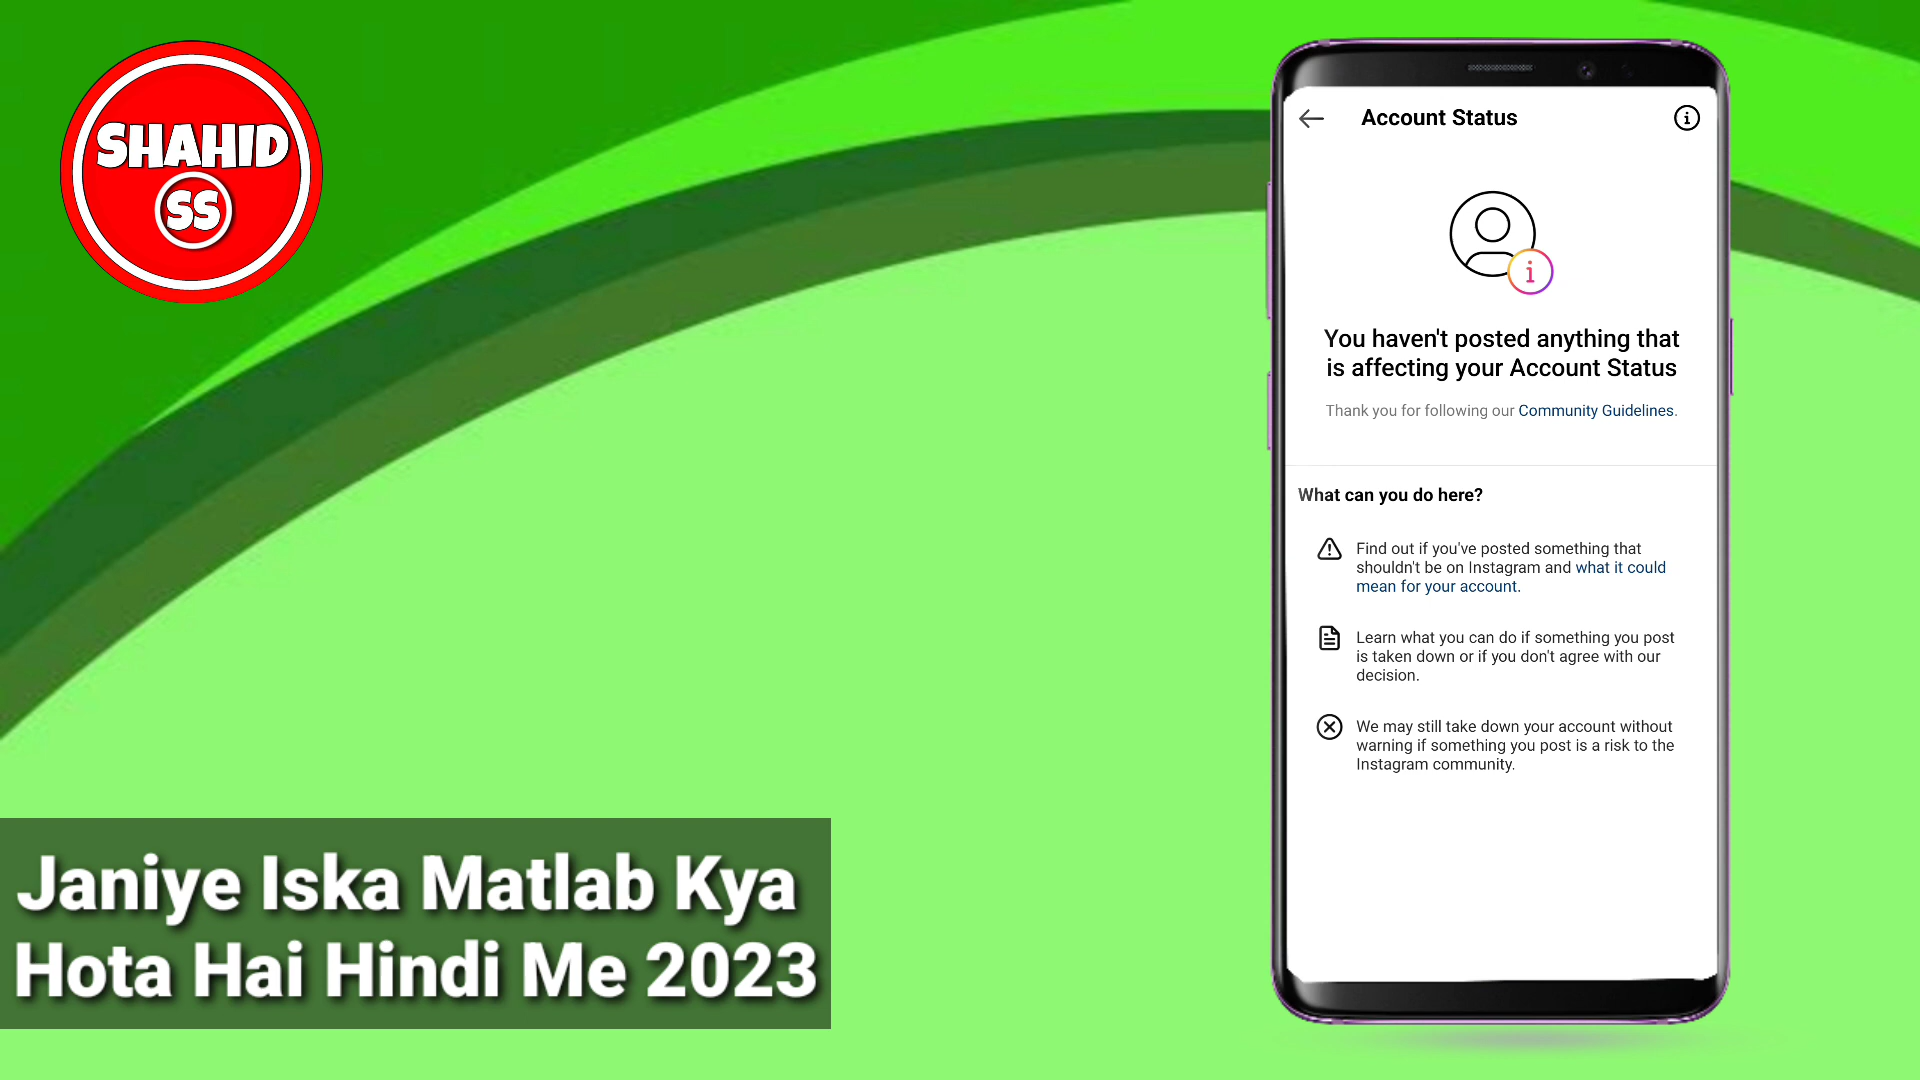 SHAHID
SS
Account Status
You haven't posted anything that
is affecting your Account Status
Thank you for following our Community Guidelines.
What can you do here?
Find out if you've posted something that
shouldn't be on Instagram and what it could
mean for your account.
Learn what you can do if something you post
is taken down or if you don't agree with our
decision.
We may still take down your account without
warning if something you post is a risk to the
Instagram community.
Janiye Iska Matlab Kya
Hota Hai Hindi Me 2023